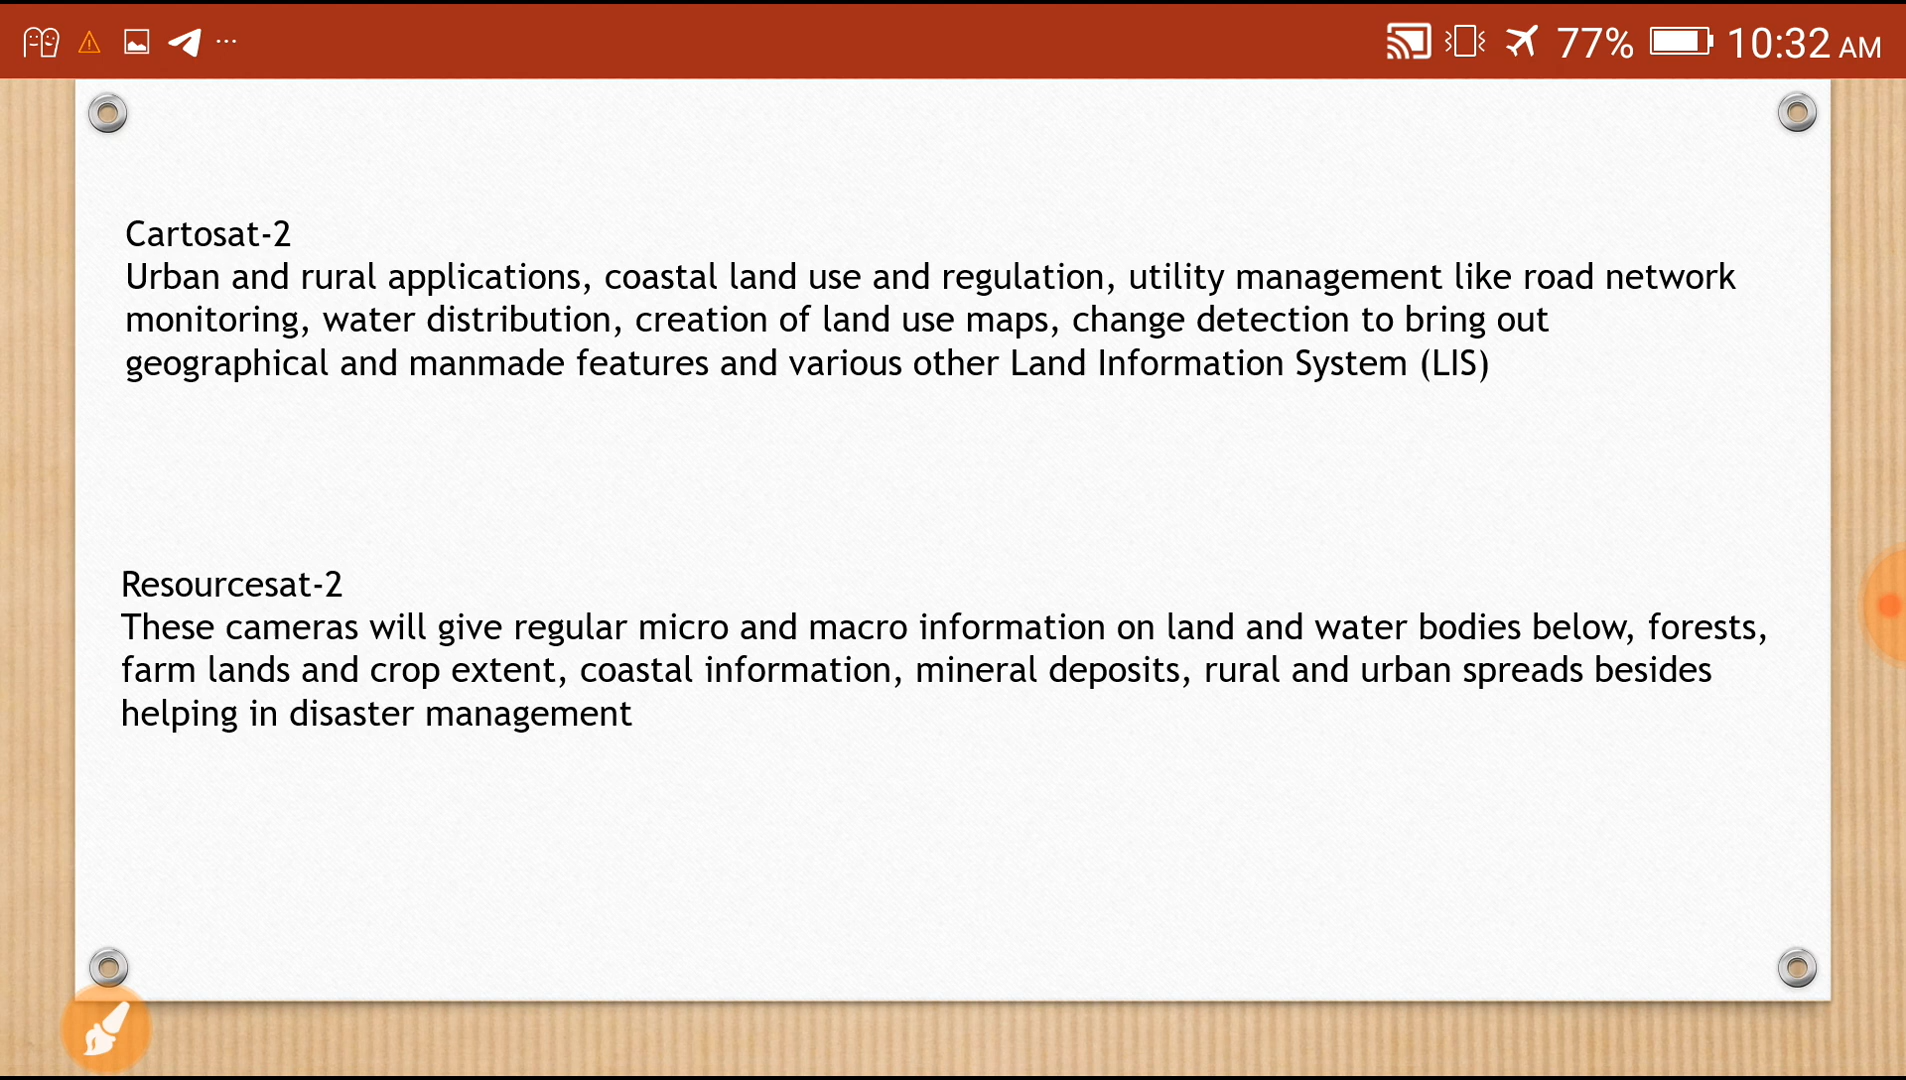 77% 10:32 AM
Cartosat-2
Urban and rural applications, coastal land use and regulation, utility management like road network
monitoring, water distribution, creation of land use maps, change detection to bring out
geographical and manmade features and various other Land Information System (LIS)
Resourcesat-2
These cameras will give regular micro and macro information on land and water bodies below, forests,
farm lands and crop extent, coastal information, mineral deposits, rural and urban spreads besides
helping in disaster management